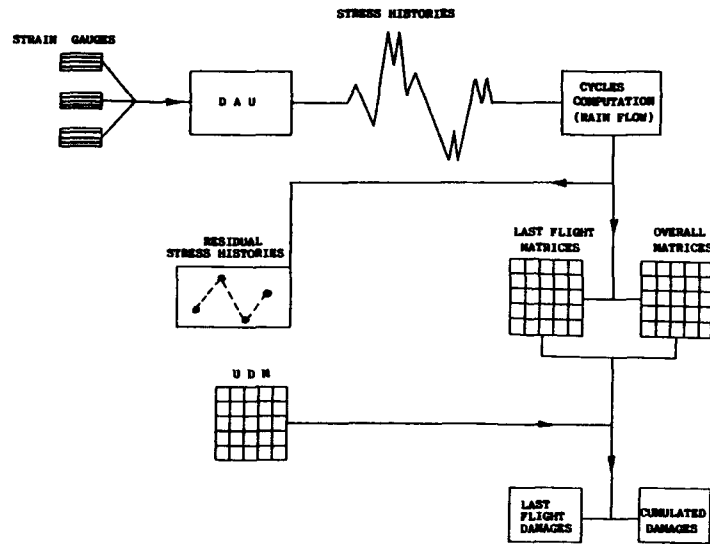 STRESS HISTORIES
STRAIN GAUGES
D A U
CYCLES
COMPUTATION
(RAIN FLOW)
RESIDUAL
STRESS HISTORIES
LAST FLIGHT
MATRICES
OVERALL
MATRICES
U D M
LAST
FLIGHT
DAMAGES
CUMULATED
DAMAGES